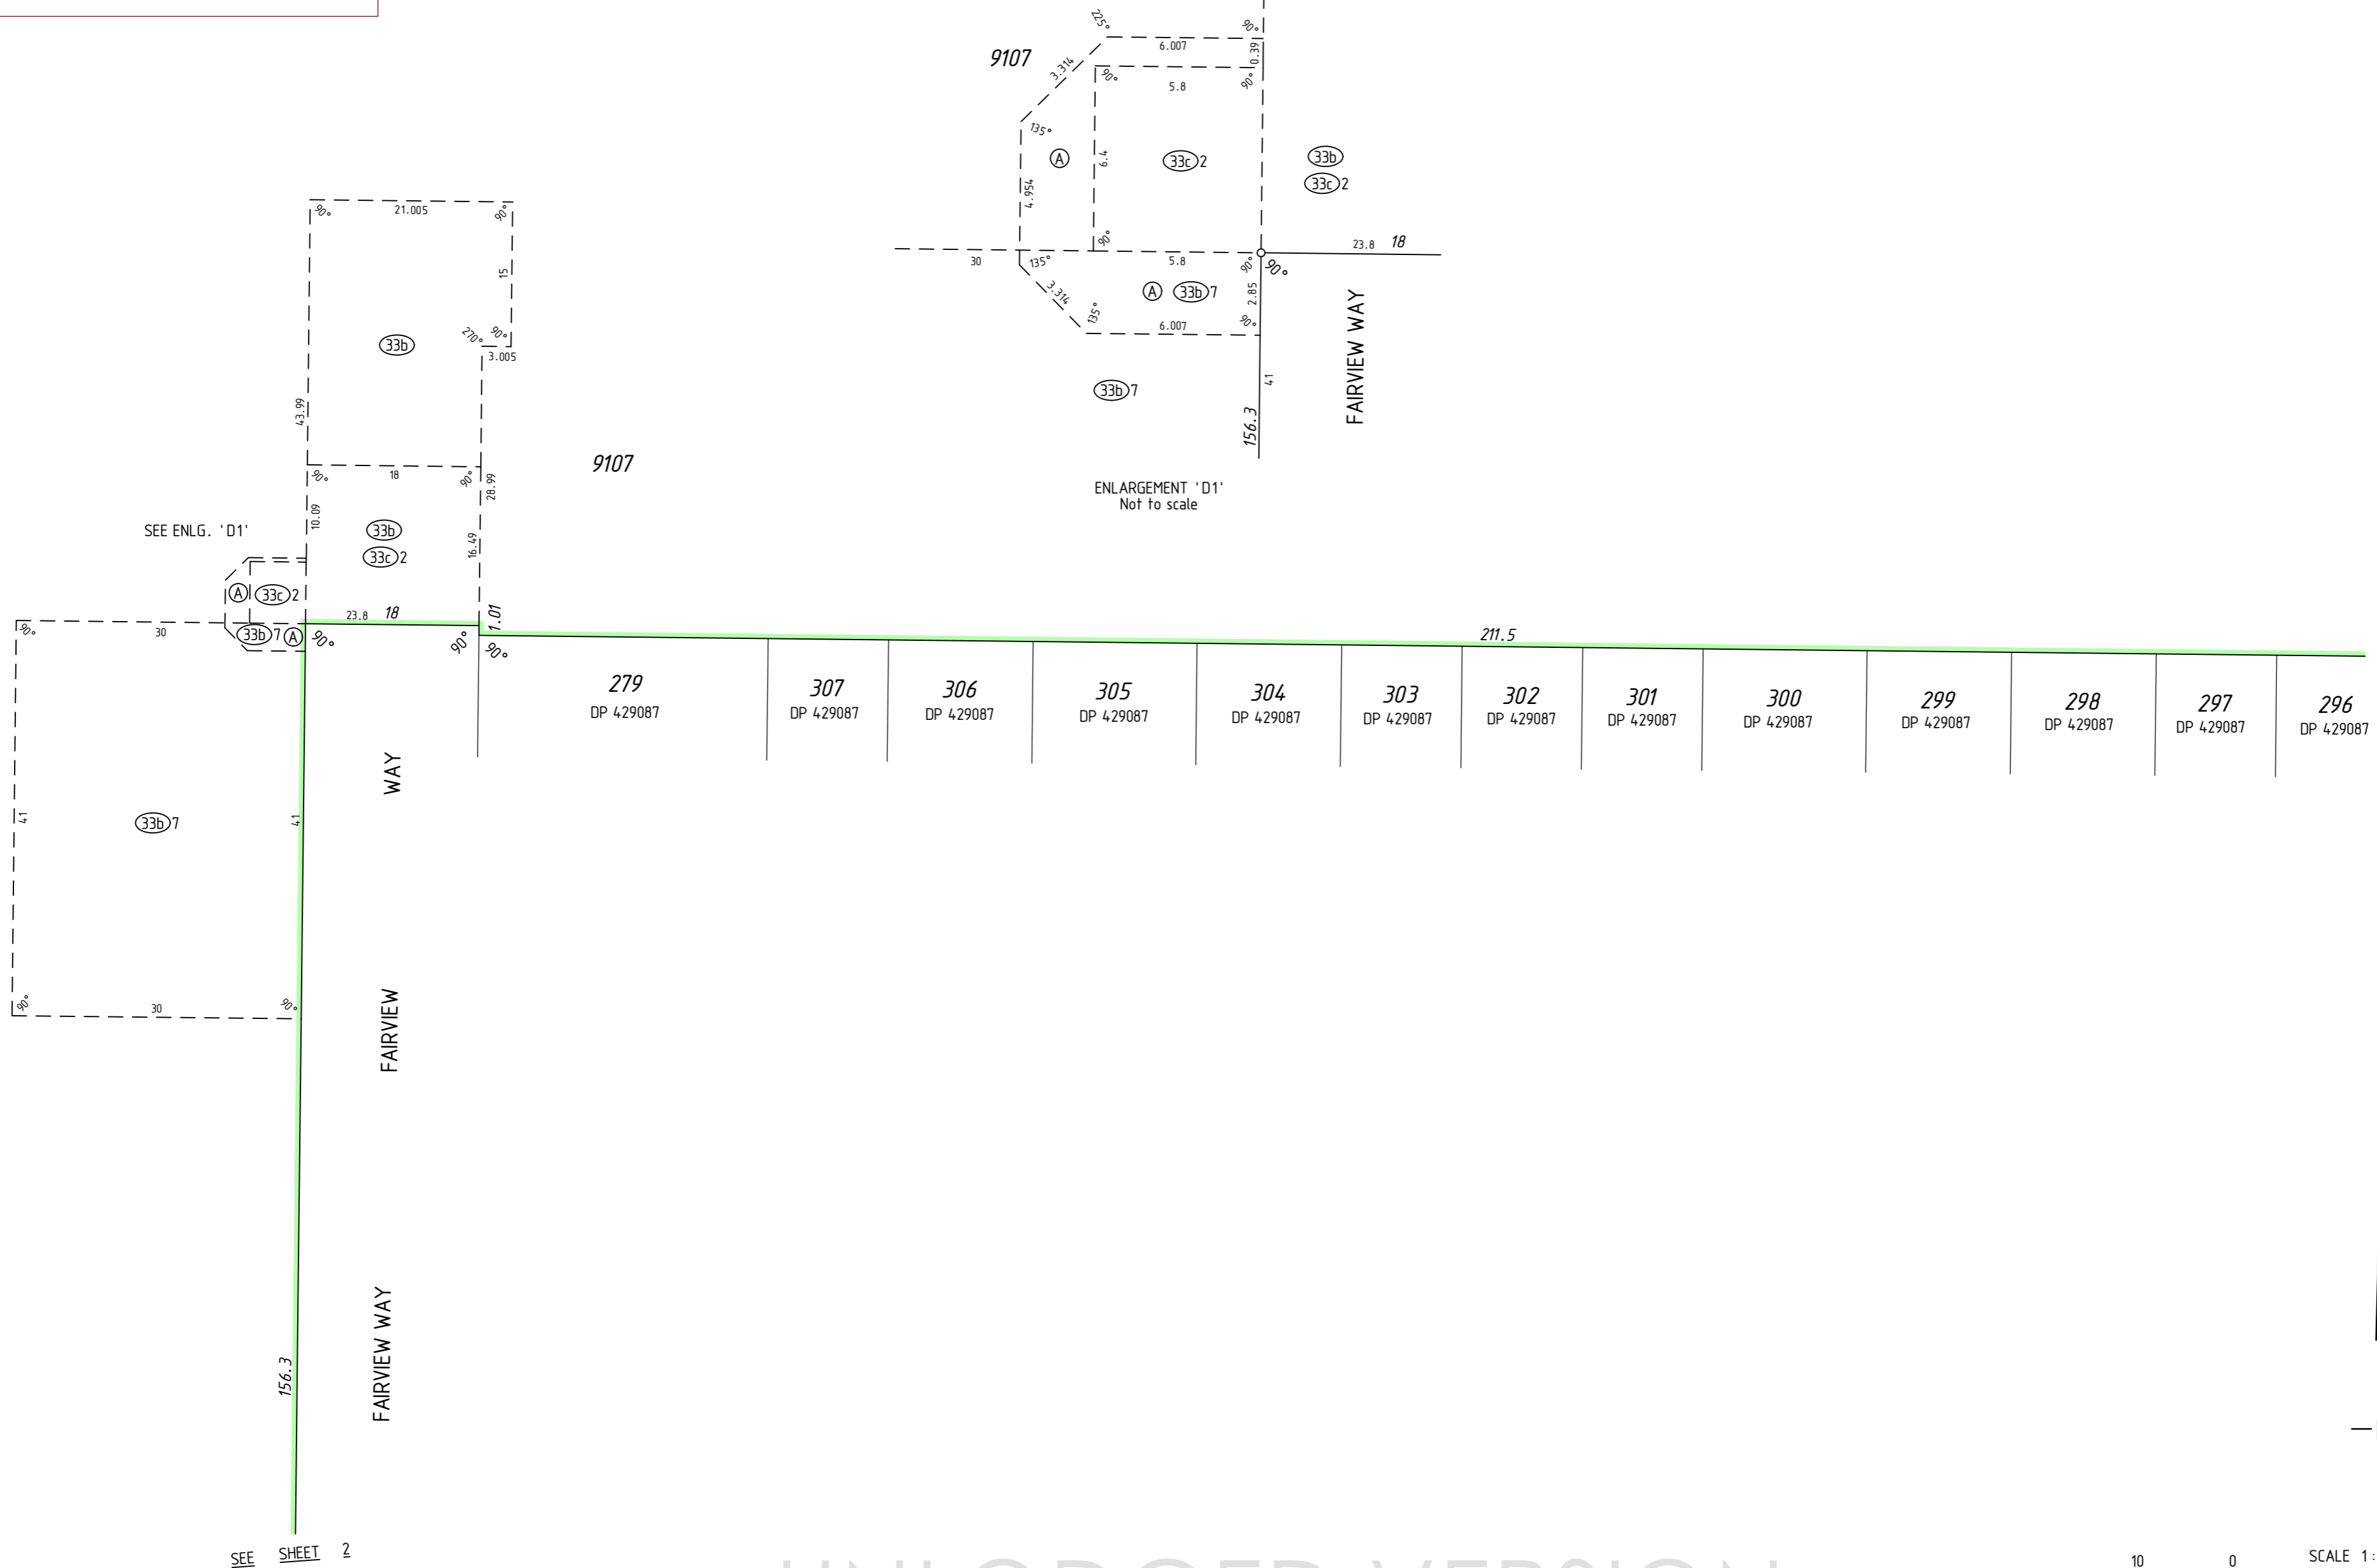 9107
225°
90°
6.007
0.39
3.314
90°
5.8
90°
135°
A
6.4
33c 2
33b
33c 2
4.954
90°
30
135°
5.8
90°
90°
23.8 18
3.314
A 33b 7
2.85
135°
6.007
90°
FAIRVIEW WAY
33b 7
41
156.3
ENLARGEMENT 'D1'
Not to scale
90°
21.005
90°
15
33b
270°
90°
3.005
43.99
9107
90°
18
90°
28.99
SEE ENLG. 'D1'
10.09
33b
33c 2
16.49
A 33c 2
90°
30
33b 7 A
23.8 18
90°
90°
1.01
90°
211.5
279
DP 429087
307
DP 429087
306
DP 429087
305
DP 429087
304
DP 429087
303
DP 429087
302
DP 429087
301
DP 429087
300
DP 429087
299
DP 429087
298
DP 429087
297
DP 429087
296
DP 429087
WAY
41
33b 7
41
90°
30
90°
FAIRVIEW
FAIRVIEW WAY
156.3
SEE SHEET 2
UNLODGED VERSION
10 0 SCALE 1: